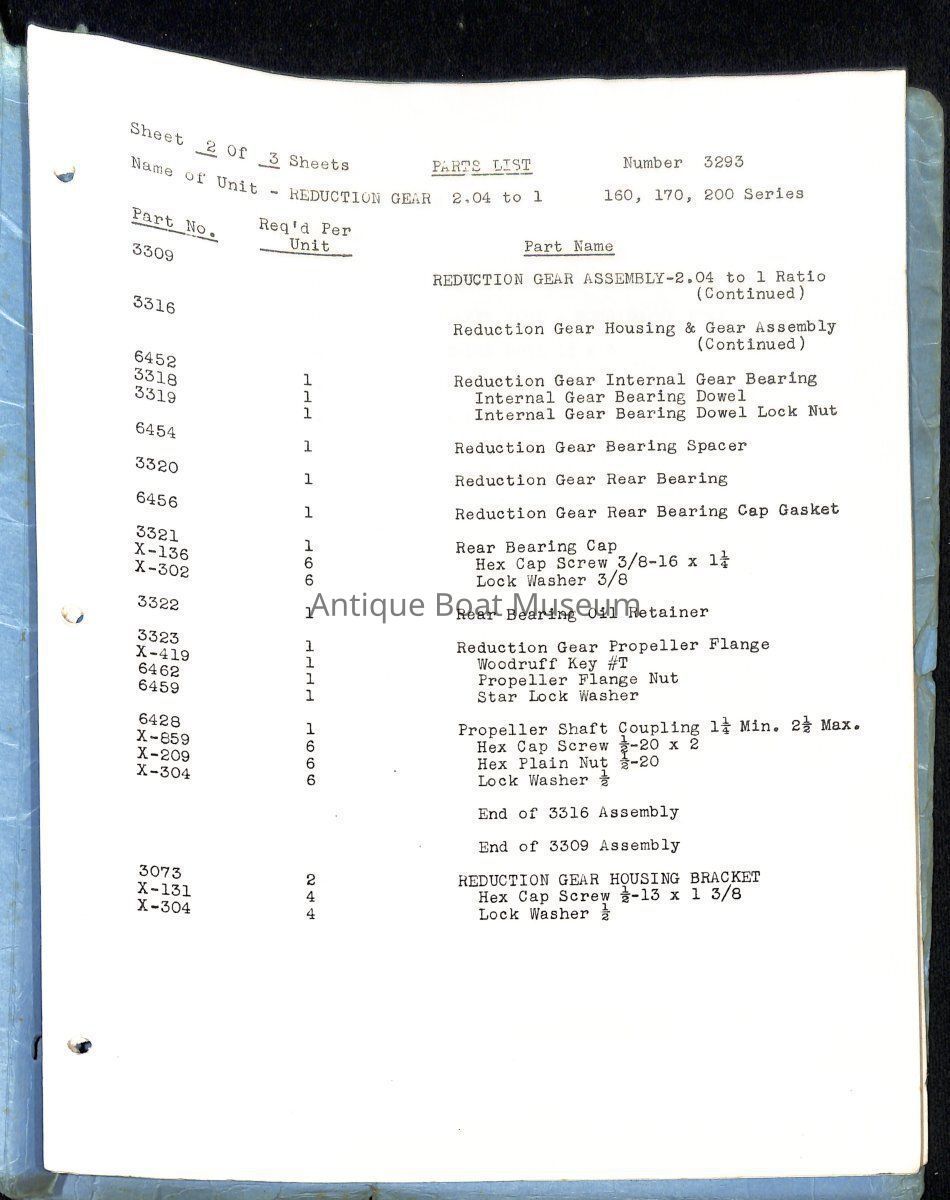 Sheet 2 Of 3 Sheets PARTS LIST Number 3293
Name of Unit - REDUCTION GEAR 2.04 to 1 160, 170, 200 Series
Part No. Req'd Per Unit Part Name
3309 REDUCTION GEAR ASSEMBLY-2.04 to 1 Ratio
(Continued)
3316 Reduction Gear Housing & Gear Assembly
(Continued)
6452 1 Reduction Gear Internal Gear Bearing
3318 1 Internal Gear Bearing Dowel
3319 1 Internal Gear Bearing Dowel Lock Nut
6454 1 Reduction Gear Bearing Spacer
3320 1 Reduction Gear Rear Bearing
6456 1 Reduction Gear Rear Bearing Cap Gasket
3321 1 Rear Bearing Cap
X-136 6 Hex Cap Screw 3/8-16 x 1¼
X-302 6 Lock Washer 3/8
Antique Boat Museum
3322 1 Rear Bearing Oil Retainer
3323 1 Reduction Gear Propeller Flange
X-419 1 Woodruff Key #T
6462 1 Propeller Flange Nut
6459 1 Star Lock Washer
6428 1 Propeller Shaft Coupling 1¼ Min. 2½ Max.
X-859 6 Hex Cap Screw ½-20 x 2
X-209 6 Hex Plain Nut ½-20
X-304 6 Lock Washer ½
End of 3316 Assembly
End of 3309 Assembly
3073 2 REDUCTION GEAR HOUSING BRACKET
X-131 4 Hex Cap Screw ½-13 x 1 3/8
X-304 4 Lock Washer ½